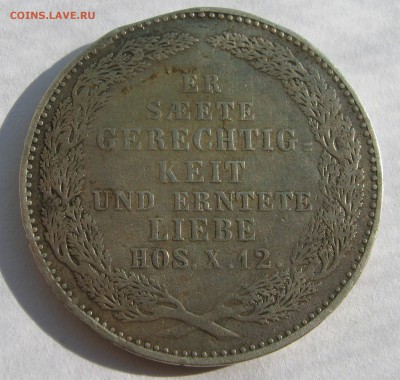 COINS.LAVE.RU
ER
SÆETE
GERECHTIG-
KEIT
UND ERNTETE
LIEBE
HOS. X. 12.